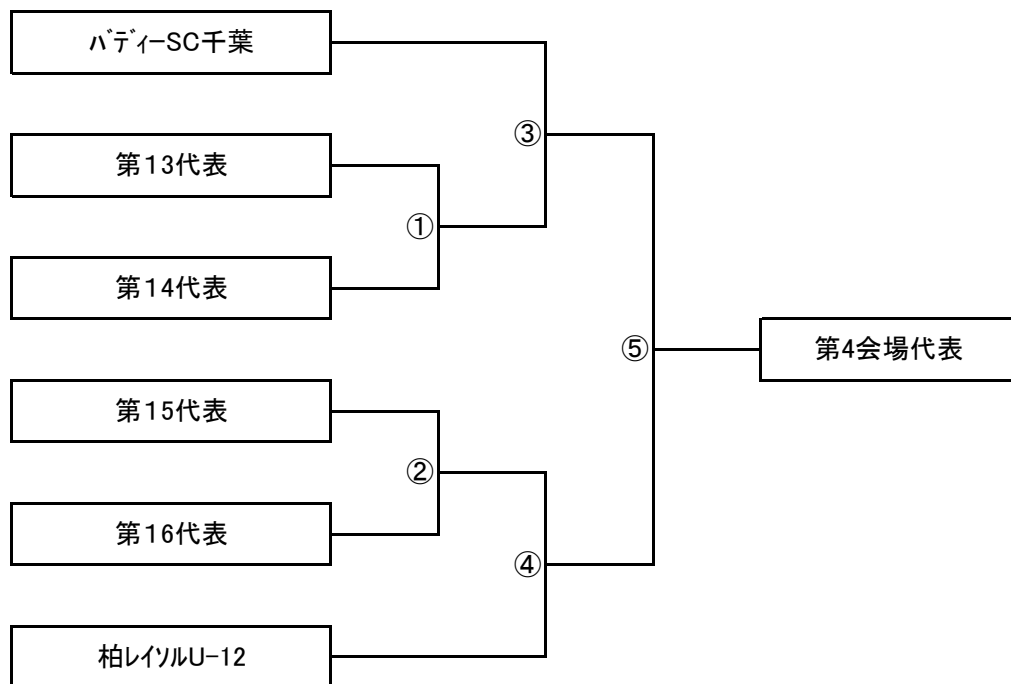 ﾊﾞﾃﾞｨｰSC千葉
③
第13代表
①
第14代表
⑤
第4会場代表
第15代表
②
第16代表
④
柏ﾚｲｿﾙU-12